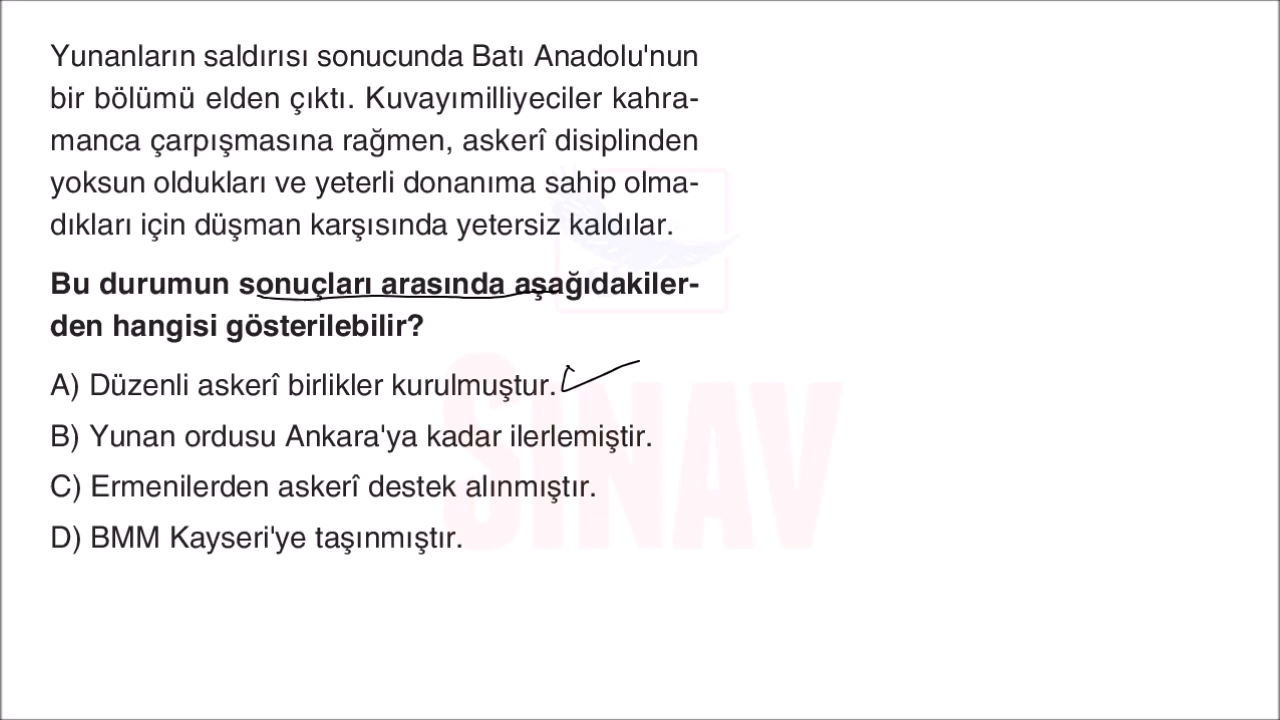 Yunanların saldırısı sonucunda Batı Anadolu'nun
bir bölümü elden çıktı. Kuvayımilliyeciler kahra-
manca çarpışmasına rağmen, askerî disiplinden
yoksun oldukları ve yeterli donanıma sahip olma-
dıkları için düşman karşısında yetersiz kaldılar.
Bu durumun sonuçları arasında aşağıdakiler-
den hangisi gösterilebilir?
A) Düzenli askerî birlikler kurulmuştur.
B) Yunan ordusu Ankara'ya kadar ilerlemiştir.
C) Ermenilerden askerî destek alınmıştır.
D) BMM Kayseri'ye taşınmıştır.
SINAV